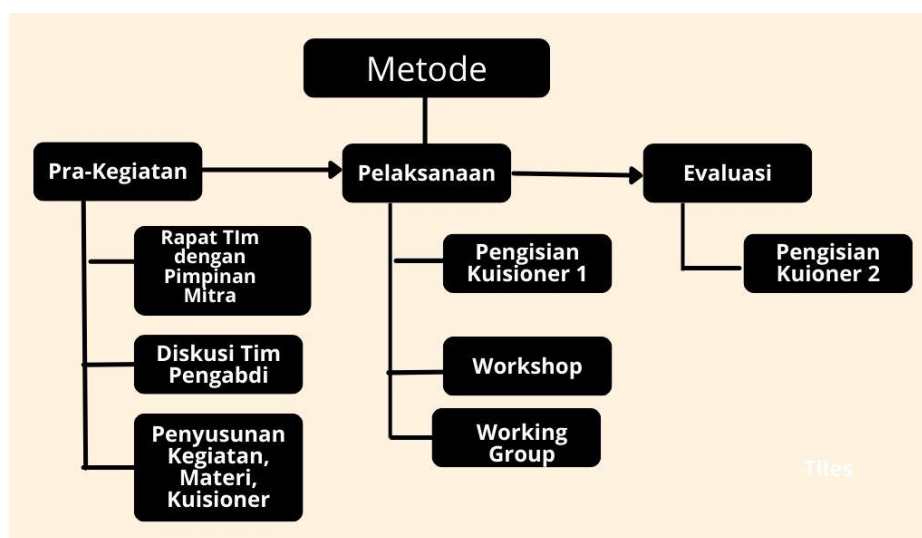 Metode
Pra-Kegiatan
Pelaksanaan
Evaluasi
Rapat TIm
dengan
Pimpinan
Mitra
Diskusi Tim
Pengabdi
Penyusunan
Kegiatan,
Materi,
Kuisioner
Pengisian
Kuisioner 1
Workshop
Working
Group
Pengisian
Kuioner 2
Tiles